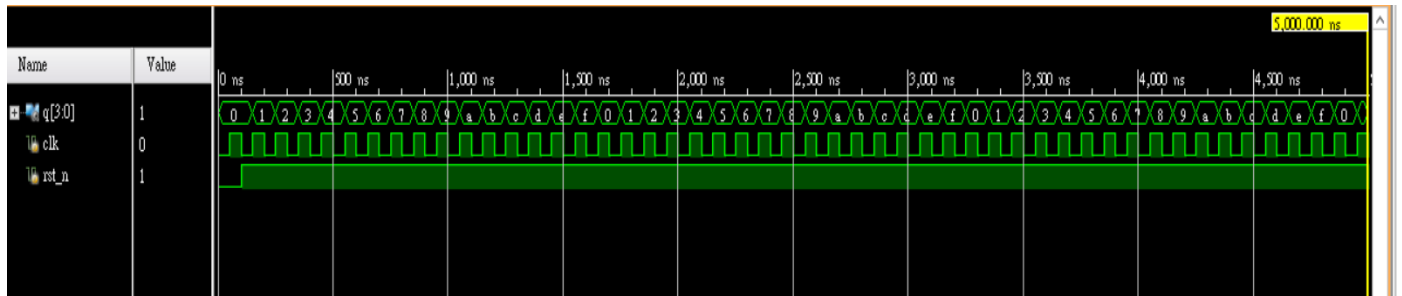 5,000.000 ns
Name Value
0 ns 500 ns 1,000 ns 1,500 ns 2,000 ns 2,500 ns 3,000 ns 3,500 ns 4,000 ns 4,500 ns
q[3:0] 1 0 1 2 3 4 5 6 7 8 9 a b c d e f 0 1 2 3 4 5 6 7 8 9 a b c d e f 0 1 2 3 4 5 6 7 8 9 a b c d e f 0
clk 0
rst_n 1